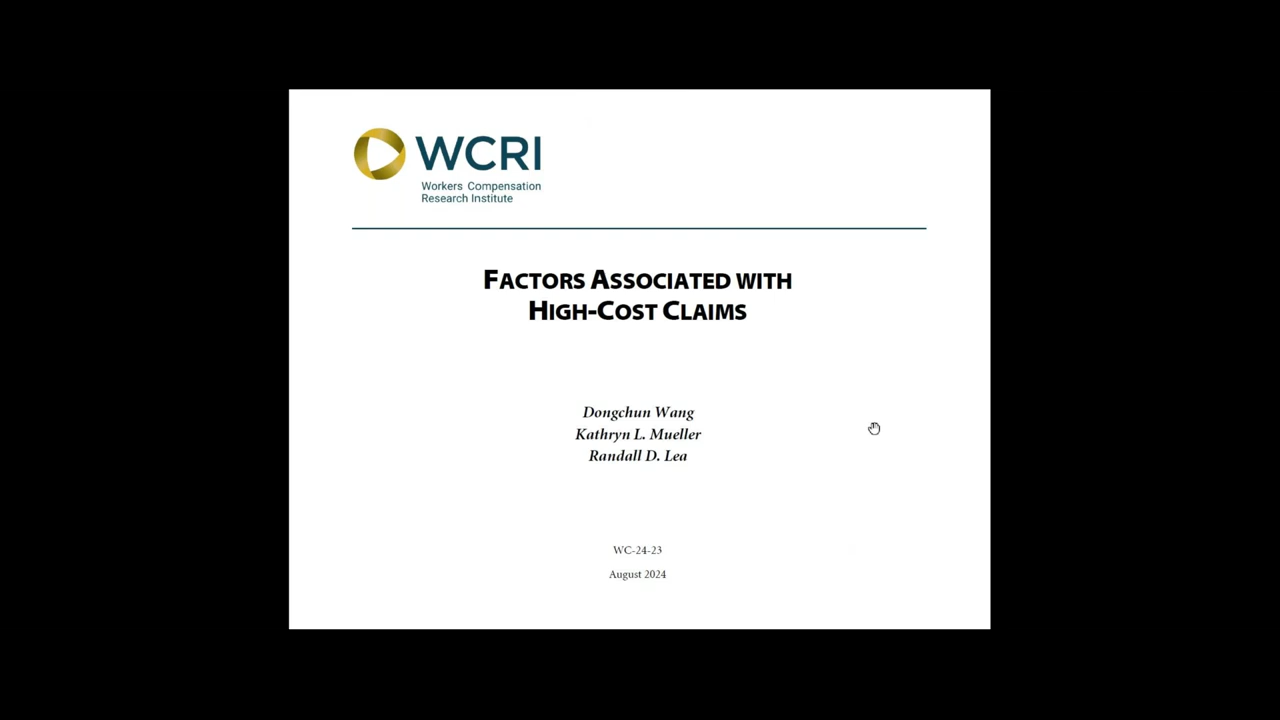 WCRI
Workers Compensation
Research Institute
FACTORS ASSOCIATED WITH
HIGH-COST CLAIMS
Dongchun Wang
Kathryn L. Mueller
Randall D. Lea
WC-24-23
August 2024